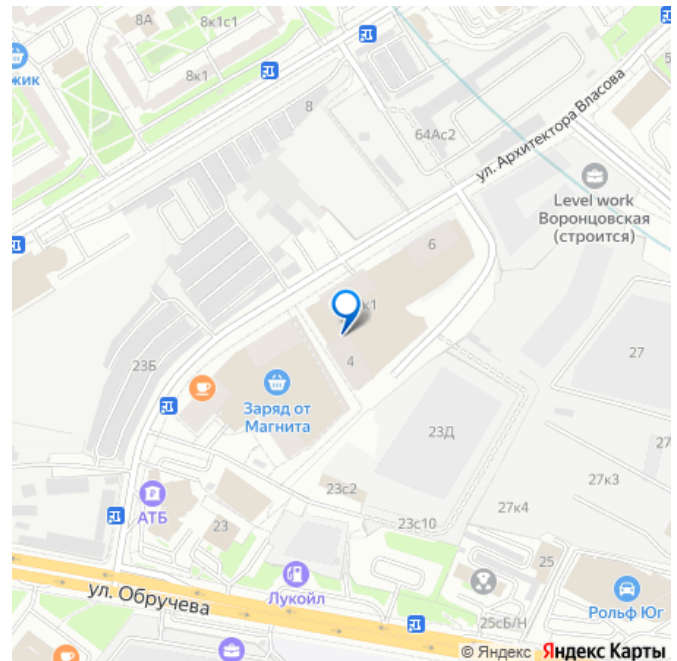 8А
8к1с1
8к1
жик
8
64Ас2
ул. Архитектора Власова
Level work
Воронцовская
(строится)
6
к1
4
23Б
27
Заряд от
Магнита
23Д
27
23с2
27к3
АТБ
23
23с10
27к4
25
ул. Обручева
Лукойл
25сБ/Н
Рольф Юг
© Яндекс Яндекс Карты